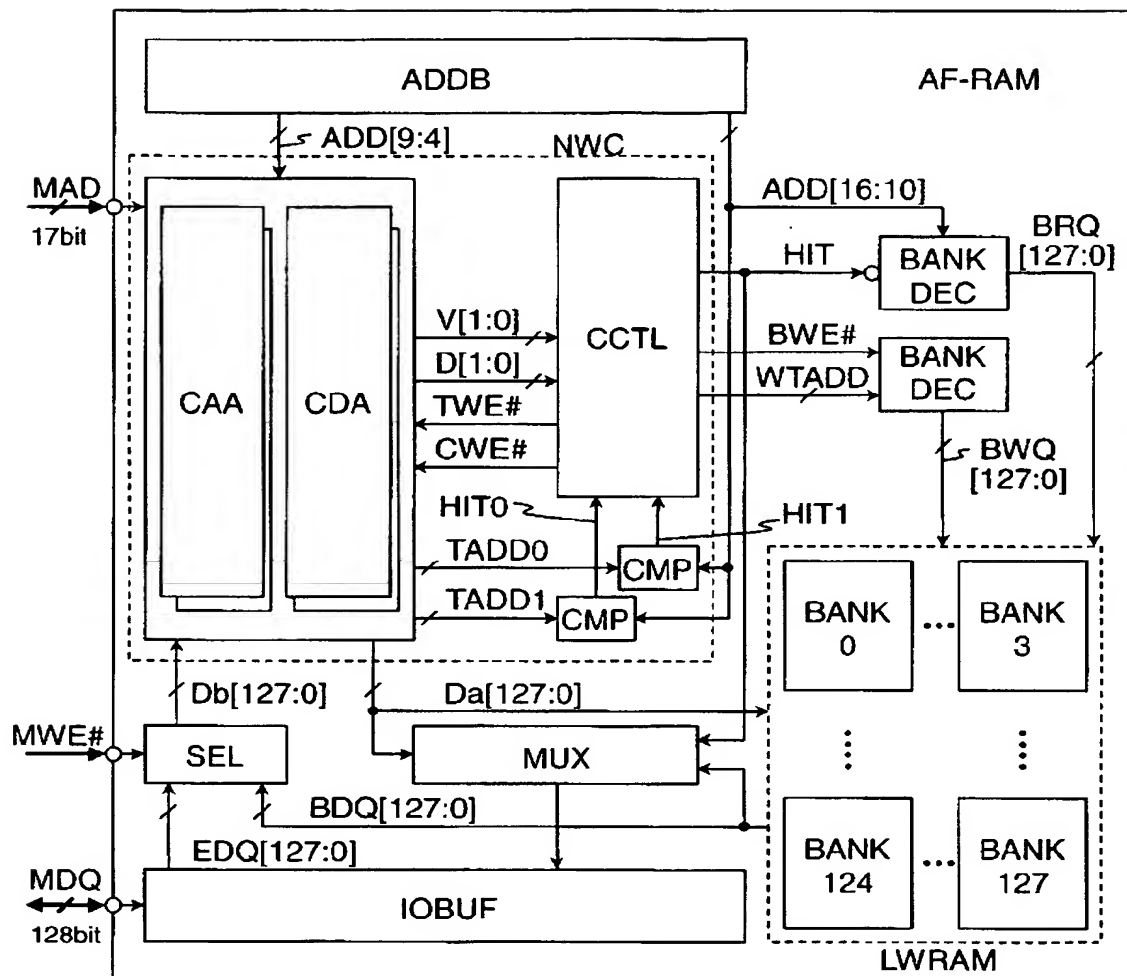 ADDB
AF-RAM
ADD[9:4]
NWC
MAD
17bit
ADD[16:10]
BRQ
[127:0]
HIT
BANK
DEC
V[1:0]
D[1:0]
TWE#
CWE#
CAA
CDA
CCTL
BWE#
WTADD
BANK
DEC
BWQ
[127:0]
HIT0
HIT1
TADD0
CMP
TADD1
CMP
BANK
0
BANK
3
Db[127:0]
Da[127:0]
MWE#
SEL
MUX
BDQ[127:0]
EDQ[127:0]
MDQ
128bit
IOBUF
BANK
124
BANK
127
LWRAM